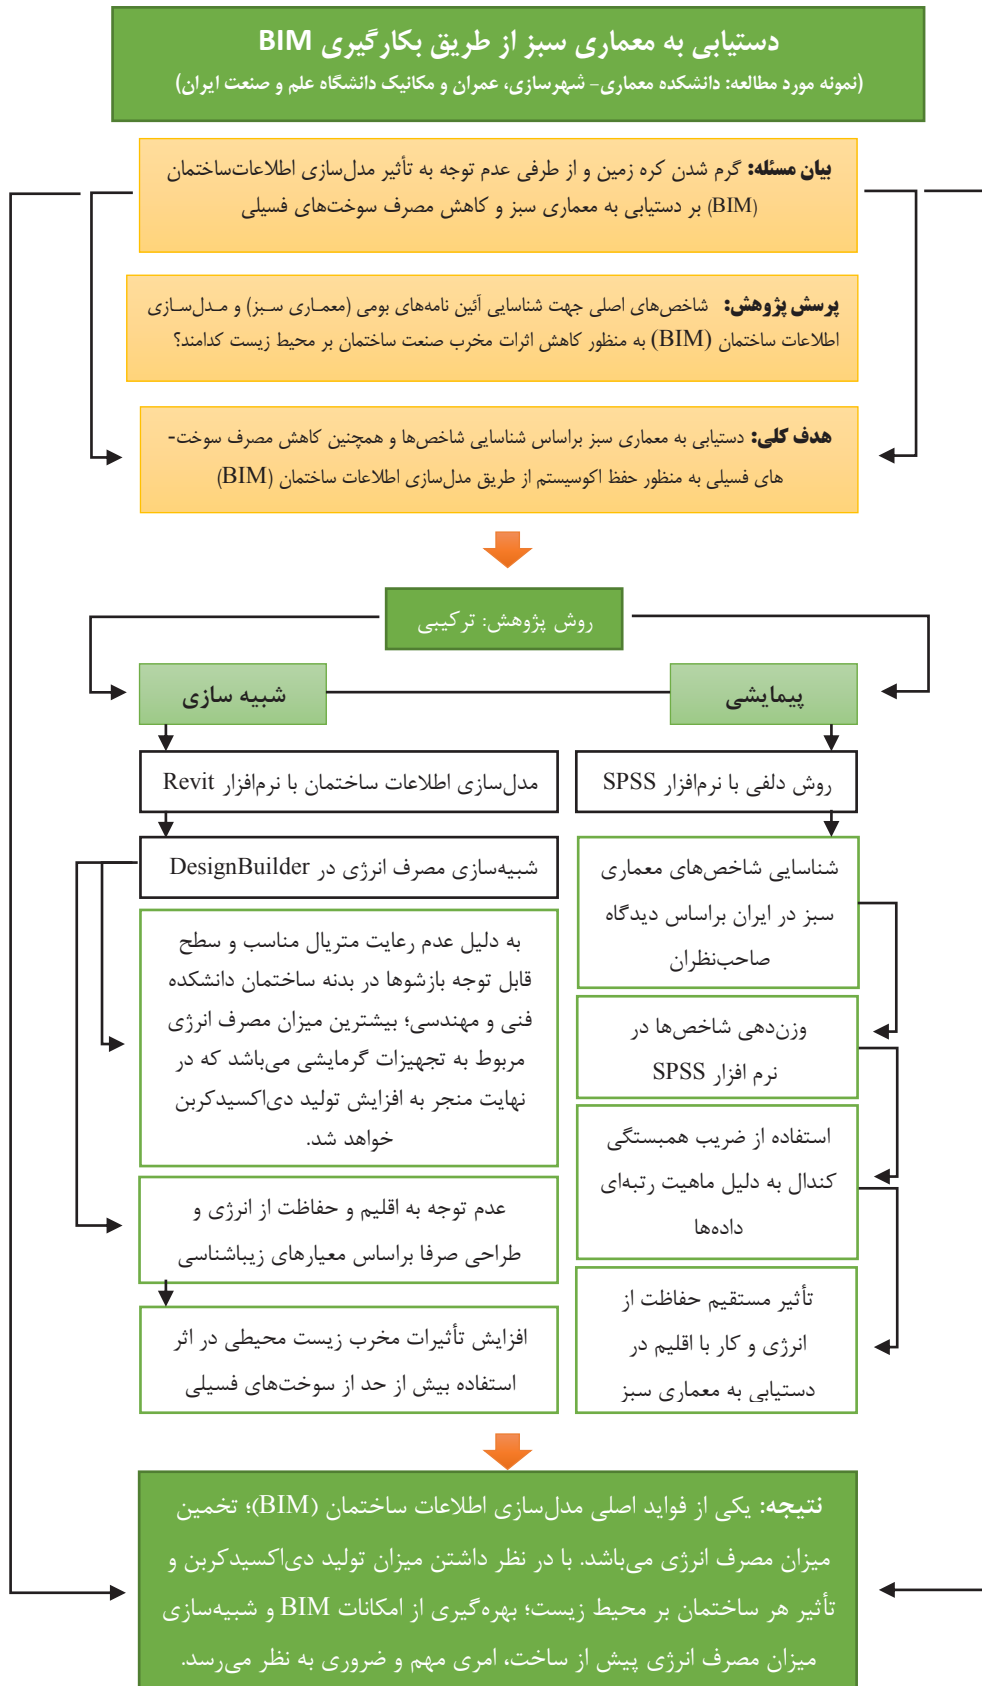 دستیابی به معماری سبز از طریق بکارگیری BIM
(نمونه مورد مطالعه: دانشکده معماری- شهرسازی، عمران و مکانیک دانشگاه علم و صنعت ایران)
بیان مسئله: گرم شدن کره زمین و از طرفی عدم توجه به تأثیر مدل‌سازی اطلاعات‌ساختمان
(BIM) بر دستیابی به معماری سبز و کاهش مصرف سوخت‌های فسیلی
پرسش پژوهش: شاخص‌های اصلی جهت شناسایی آئین نامه‌های بومی (معماری سبز) و مدل‌سازی
اطلاعات ساختمان (BIM) به منظور کاهش اثرات مخرب صنعت ساختمان بر محیط زیست کدامند؟
هدف کلی: دستیابی به معماری سبز براساس شناسایی شاخص‌ها و همچنین کاهش مصرف سوخت-
های فسیلی به منظور حفظ اکوسیستم از طریق مدل‌سازی اطلاعات ساختمان (BIM)
روش پژوهش: ترکیبی
پیمایشی
روش دلفی با نرم‌افزار SPSS
شناسایی شاخص‌های معماری
سبز در ایران براساس دیدگاه
صاحب‌نظران
وزن‌دهی شاخص‌ها در
نرم افزار SPSS
استفاده از ضریب همبستگی
کندال به دلیل ماهیت رتبه‌ای
داده‌ها
تأثیر مستقیم حفاظت از
انرژی و کار با اقلیم در
دستیابی به معماری سبز
شبیه سازی
مدل‌سازی اطلاعات ساختمان با نرم‌افزار Revit
شبیه‌سازی مصرف انرژی در DesignBuilder
به دلیل عدم رعایت متریال مناسب و سطح
قابل توجه بازشوها در بدنه ساختمان دانشکده
فنی و مهندسی؛ بیشترین میزان مصرف انرژی
مربوط به تجهیزات گرمایشی می‌باشد که در
نهایت منجر به افزایش تولید دی‌اکسیدکربن
خواهد شد.
عدم توجه به اقلیم و حفاظت از انرژی و
طراحی صرفا براساس معیارهای زیباشناسی
افزایش تأثیرات مخرب زیست محیطی در اثر
استفاده بیش از حد از سوخت‌های فسیلی
نتیجه: یکی از فواید اصلی مدل‌سازی اطلاعات ساختمان (BIM)؛ تخمین
میزان مصرف انرژی می‌باشد. با در نظر داشتن میزان تولید دی‌اکسیدکربن و
تأثیر هر ساختمان بر محیط زیست؛ بهره‌گیری از امکانات BIM و شبیه‌سازی
میزان مصرف انرژی پیش از ساخت، امری مهم و ضروری به نظر می‌رسد.